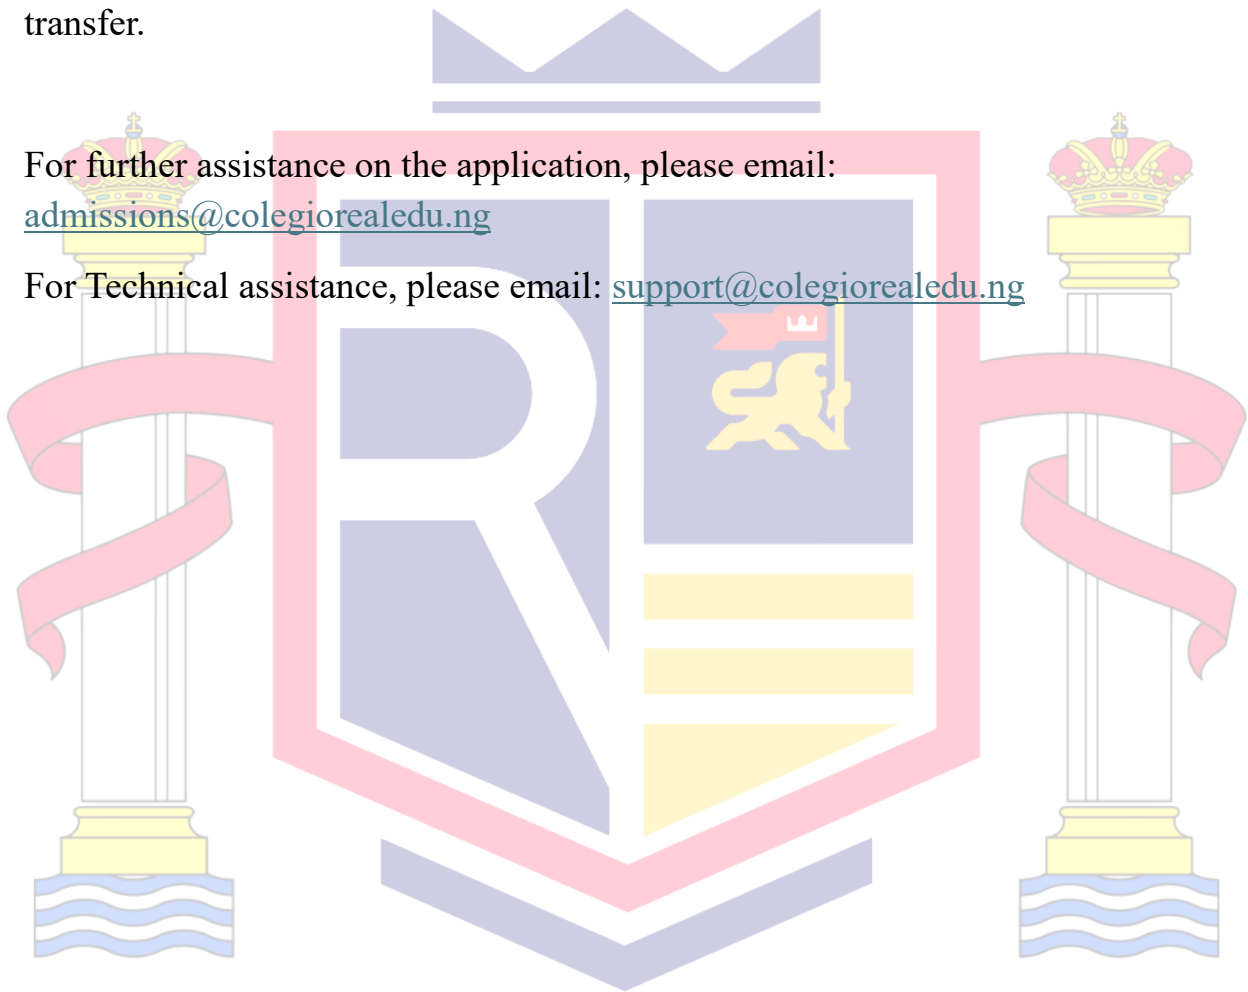 transfer.
For further assistance on the application, please email:
admissions@colegiorealedu.ng
For Technical assistance, please email: support@colegiorealedu.ng
R